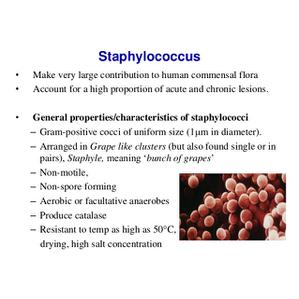 Staphylococcus
• Make very large contribution to human commensal flora
• Account for a high proportion of acute and chronic lesions.
• General properties/characteristics of staphylococci
– Gram-positive cocci of uniform size (1μm in diameter).
– Arranged in Grape like clusters (but also found single or in
pairs), Staphyle, meaning ‘bunch of grapes’
– Non-motile,
– Non-spore forming
– Aerobic or facultative anaerobes
– Produce catalase
– Resistant to temp as high as 50°C,
drying, high salt concentration